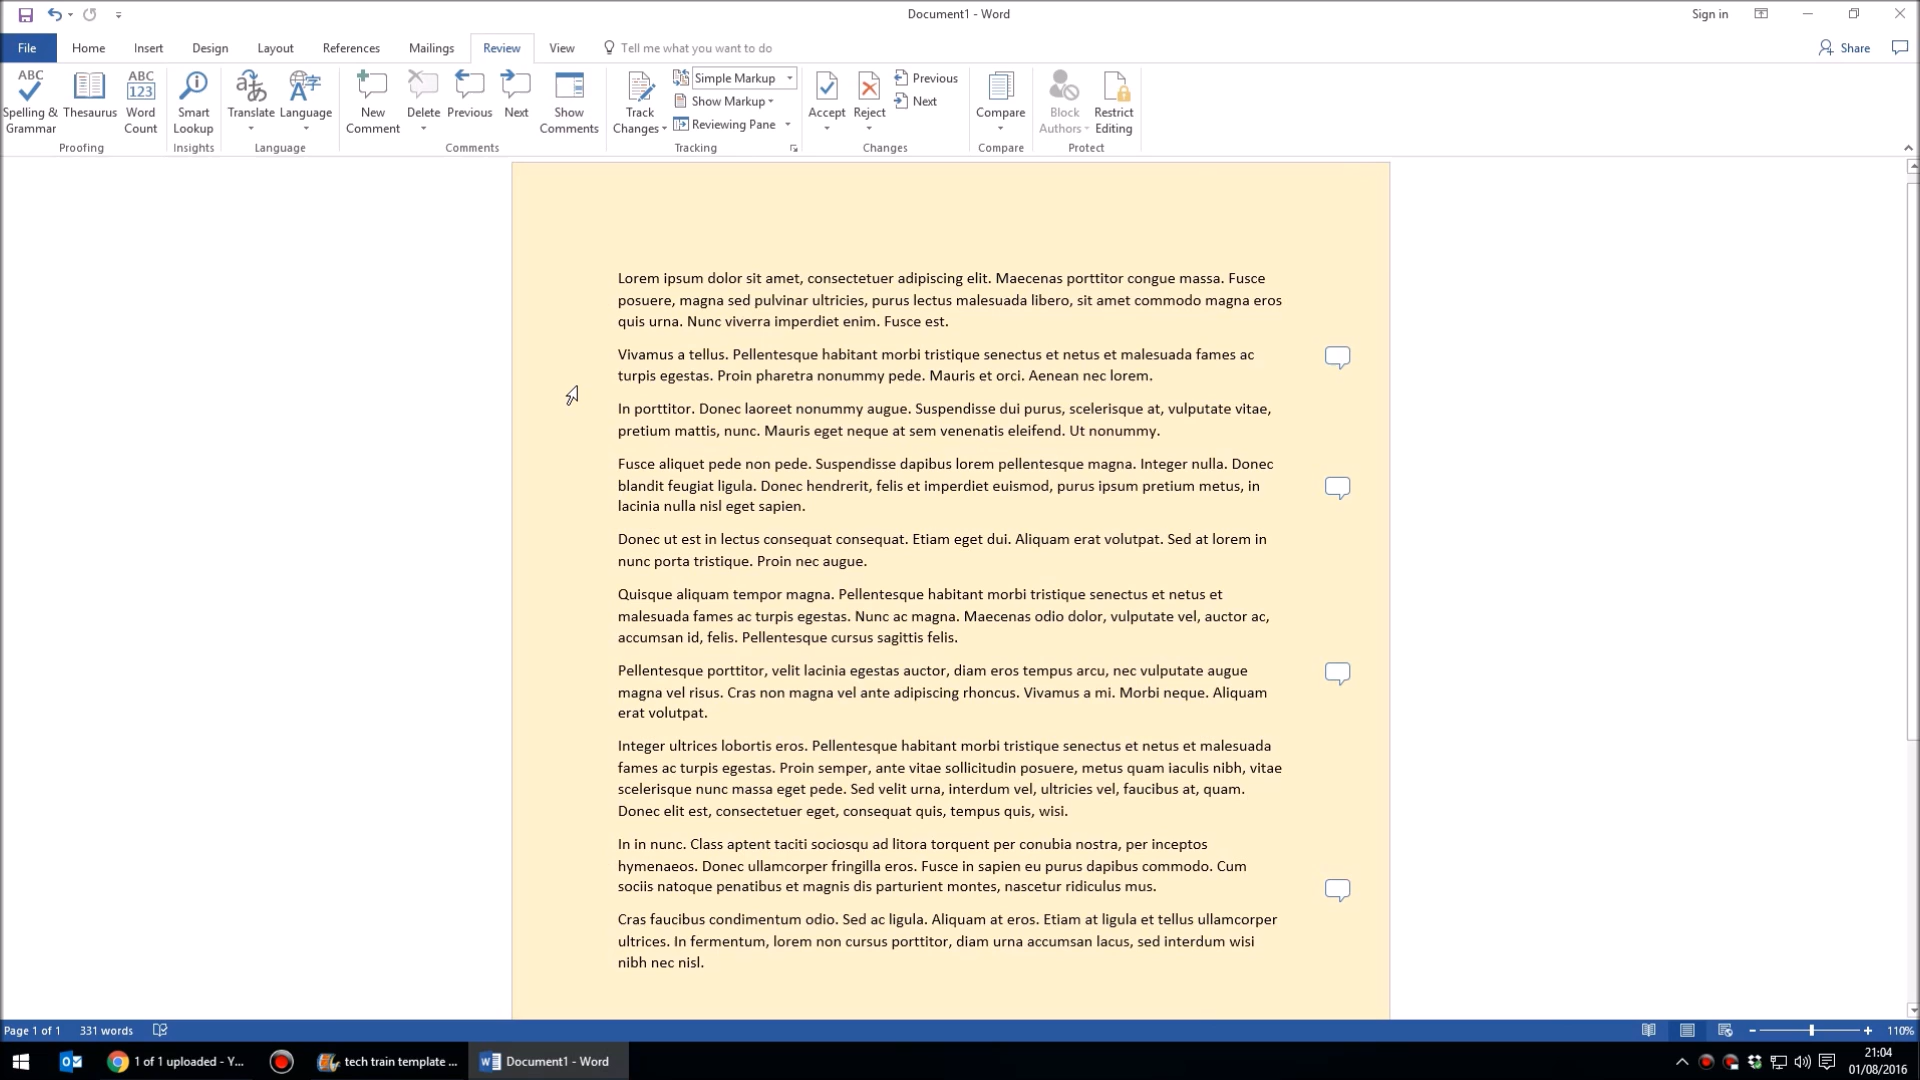 Document1 - Word
Sign in
File Home Insert Design Layout References Mailings Review View Tell me what you want to do Share
ABC Spelling & Grammar
Thesaurus
ABC 123 Word Count
Proofing
Smart Lookup
Insights
Translate
Language
Language
New Comment
Delete
Previous
Next
Show Comments
Comments
Track Changes
Simple Markup
Show Markup
Reviewing Pane
Tracking
Accept
Reject
Previous
Next
Changes
Compare
Compare
Block Authors
Restrict Editing
Protect
Lorem ipsum dolor sit amet, consectetuer adipiscing elit. Maecenas porttitor congue massa. Fusce
posuere, magna sed pulvinar ultricies, purus lectus malesuada libero, sit amet commodo magna eros
quis urna. Nunc viverra imperdiet enim. Fusce est.
Vivamus a tellus. Pellentesque habitant morbi tristique senectus et netus et malesuada fames ac
turpis egestas. Proin pharetra nonummy pede. Mauris et orci. Aenean nec lorem.
In porttitor. Donec laoreet nonummy augue. Suspendisse dui purus, scelerisque at, vulputate vitae,
pretium mattis, nunc. Mauris eget neque at sem venenatis eleifend. Ut nonummy.
Fusce aliquet pede non pede. Suspendisse dapibus lorem pellentesque magna. Integer nulla. Donec
blandit feugiat ligula. Donec hendrerit, felis et imperdiet euismod, purus ipsum pretium metus, in
lacinia nulla nisl eget sapien.
Donec ut est in lectus consequat consequat. Etiam eget dui. Aliquam erat volutpat. Sed at lorem in
nunc porta tristique. Proin nec augue.
Quisque aliquam tempor magna. Pellentesque habitant morbi tristique senectus et netus et
malesuada fames ac turpis egestas. Nunc ac magna. Maecenas odio dolor, vulputate vel, auctor ac,
accumsan id, felis. Pellentesque cursus sagittis felis.
Pellentesque porttitor, velit lacinia egestas auctor, diam eros tempus arcu, nec vulputate augue
magna vel risus. Cras non magna vel ante adipiscing rhoncus. Vivamus a mi. Morbi neque. Aliquam
erat volutpat.
Integer ultrices lobortis eros. Pellentesque habitant morbi tristique senectus et netus et malesuada
fames ac turpis egestas. Proin semper, ante vitae sollicitudin posuere, metus quam iaculis nibh, vitae
scelerisque nunc massa eget pede. Sed velit urna, interdum vel, ultricies vel, faucibus at, quam.
Donec elit est, consectetuer eget, consequat quis, tempus quis, wisi.
In in nunc. Class aptent taciti sociosqu ad litora torquent per conubia nostra, per inceptos
hymenaeos. Donec ullamcorper fringilla eros. Fusce in sapien eu purus dapibus commodo. Cum
sociis natoque penatibus et magnis dis parturient montes, nascetur ridiculus mus.
Cras faucibus condimentum odio. Sed ac ligula. Aliquam at eros. Etiam at ligula et tellus ullamcorper
ultrices. In fermentum, lorem non cursus porttitor, diam urna accumsan lacus, sed interdum wisi
nibh nec nisl.
Page 1 of 1 331 words 110%
1 of 1 uploaded - Y... tech train template ... Document1 - Word
21:04
01/08/2016